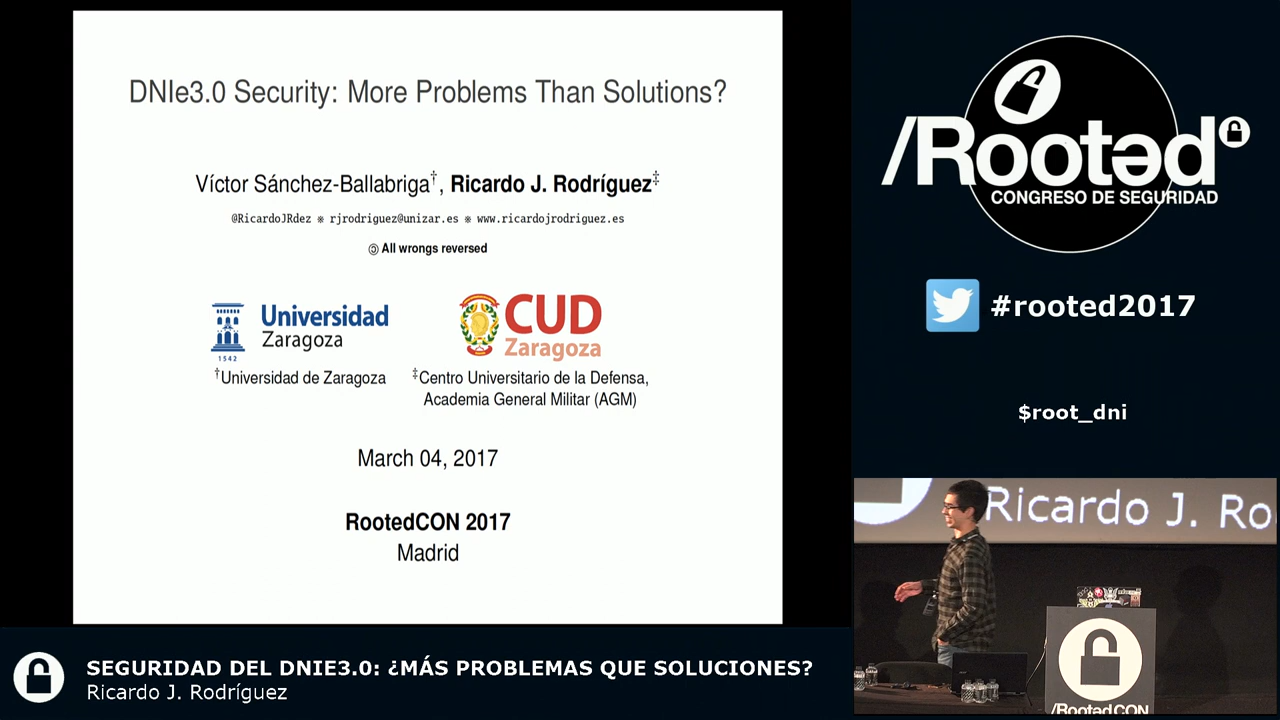 DNIe3.0 Security: More Problems Than Solutions?
Víctor Sánchez-Ballabriga†, Ricardo J. Rodríguez‡
@RicardoJRdez ※ rjrodriguez@unizar.es ※ www.ricardojrodriguez.es
🄯 All wrongs reversed
Universidad
Zaragoza
1542
CUD
Zaragoza
†Universidad de Zaragoza
‡Centro Universitario de la Defensa,
Academia General Militar (AGM)
March 04, 2017
RootedCON 2017
Madrid
/Rootəd
CONGRESO DE SEGURIDAD
#rooted2017
$root_dni
Ricardo J. Ro
/RootedCON
SEGURIDAD DEL DNIE3.0: ¿MÁS PROBLEMAS QUE SOLUCIONES?
Ricardo J. Rodríguez